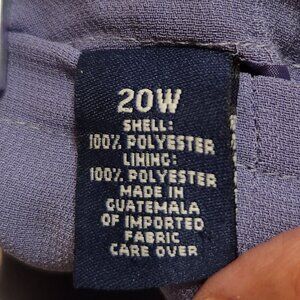 20W
SHELL:
100% POLYESTER
LINING:
100% POLYESTER
MADE IN
GUATEMALA
OF IMPORTED
FABRIC
CARE OVER